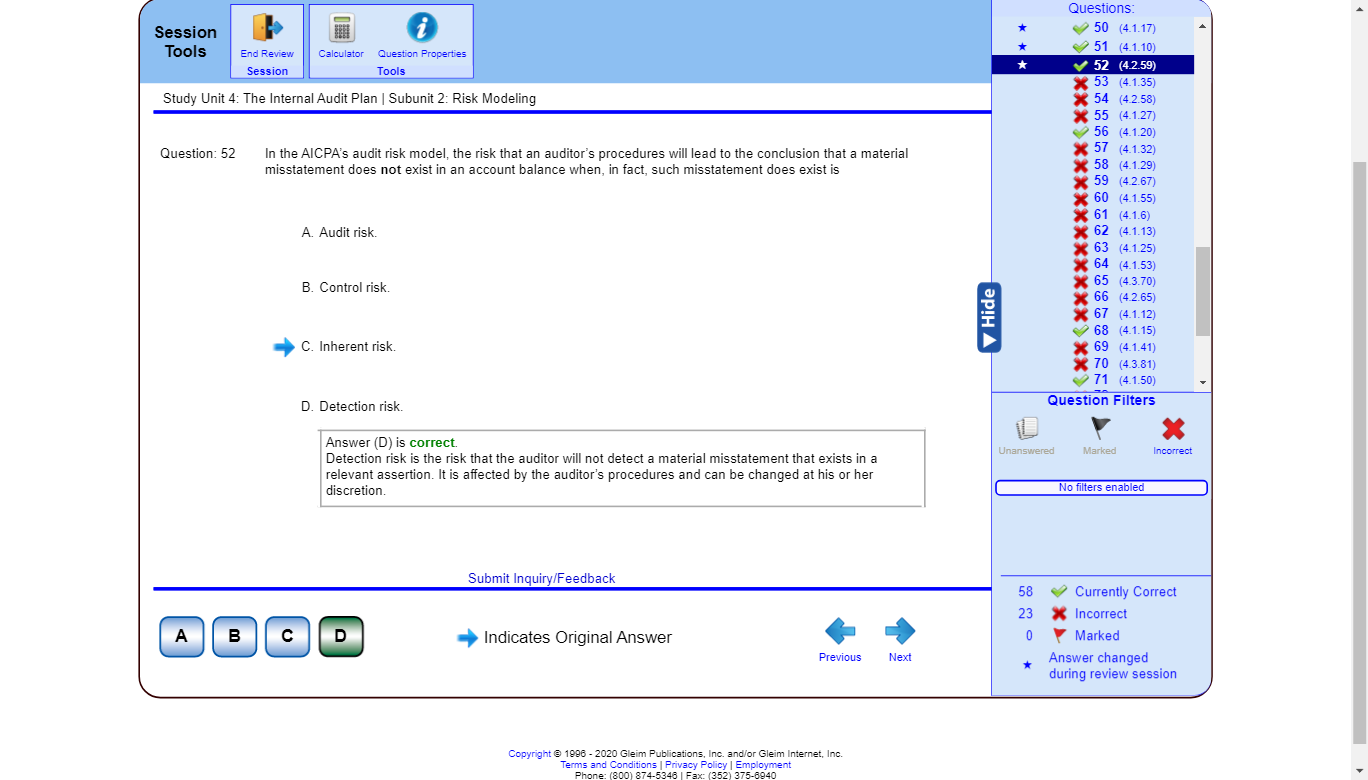 Session
Tools
End Review
Session
Calculator
Question Properties
Tools
Study Unit 4: The Internal Audit Plan | Subunit 2: Risk Modeling
Question: 52
In the AICPA's audit risk model, the risk that an auditor's procedures will lead to the conclusion that a material
misstatement does not exist in an account balance when, in fact, such misstatement does exist is
A. Audit risk.
B. Control risk.
C. Inherent risk.
D. Detection risk.
Answer (D) is correct.
Detection risk is the risk that the auditor will not detect a material misstatement that exists in a
relevant assertion. It is affected by the auditor's procedures and can be changed at his or her
discretion.
Submit Inquiry/Feedback
A B C D
Indicates Original Answer
Previous
Next
Hide
Questions:
50 (4.1.17)
51 (4.1.10)
52 (4.2.59)
53 (4.1.35)
54 (4.2.58)
55 (4.1.27)
56 (4.1.20)
57 (4.1.32)
58 (4.1.29)
59 (4.2.67)
60 (4.1.55)
61 (4.1.6)
62 (4.1.13)
63 (4.1.25)
64 (4.1.53)
65 (4.3.70)
66 (4.2.65)
67 (4.1.12)
68 (4.1.15)
69 (4.1.41)
70 (4.3.81)
71 (4.1.50)
Question Filters
Unanswered
Marked
Incorrect
No filters enabled
58 Currently Correct
23 Incorrect
0 Marked
Answer changed
during review session
Copyright © 1996 - 2020 Gleim Publications, Inc. and/or Gleim Internet, Inc.
Terms and Conditions | Privacy Policy | Employment
Phone: (800) 874-5346 | Fax: (352) 375-6940